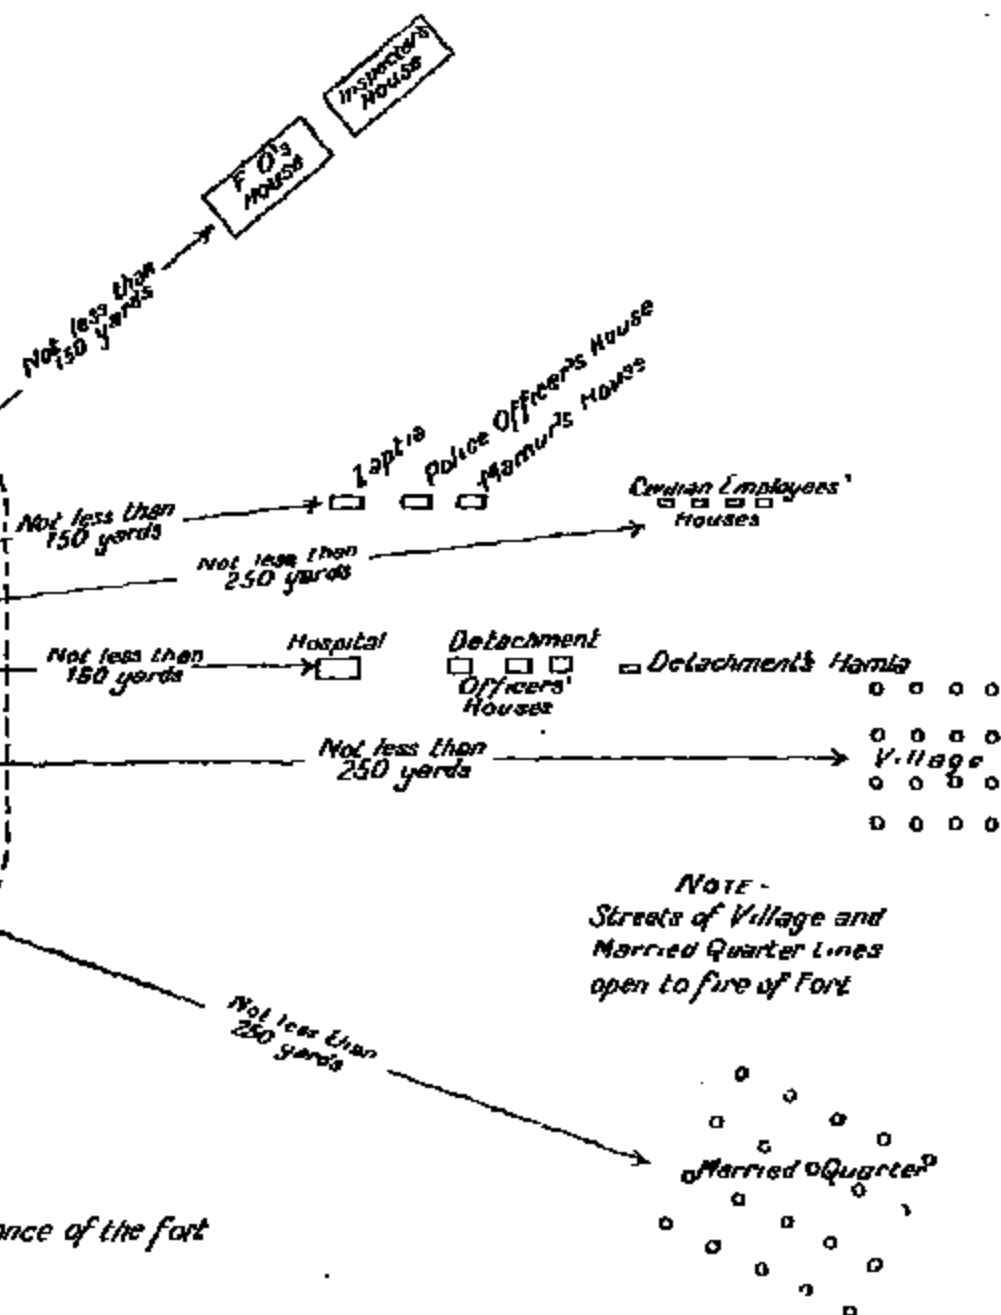 Inspector's
House
F O's
House
Not less than
150 yards
Zaptia
Police Officer's House
Mamur's House
Not less than
150 yards
Civilian Employees'
Houses
Not less than
250 yards
Hospital
Detachment
Officers'
Houses
Detachment's Hamla
Not less than
150 yards
Not less than
250 yards
Village
NOTE -
Streets of Village and
Married Quarter Lines
open to fire of Fort
Not less than
250 yards
Married Quarter
of the fort